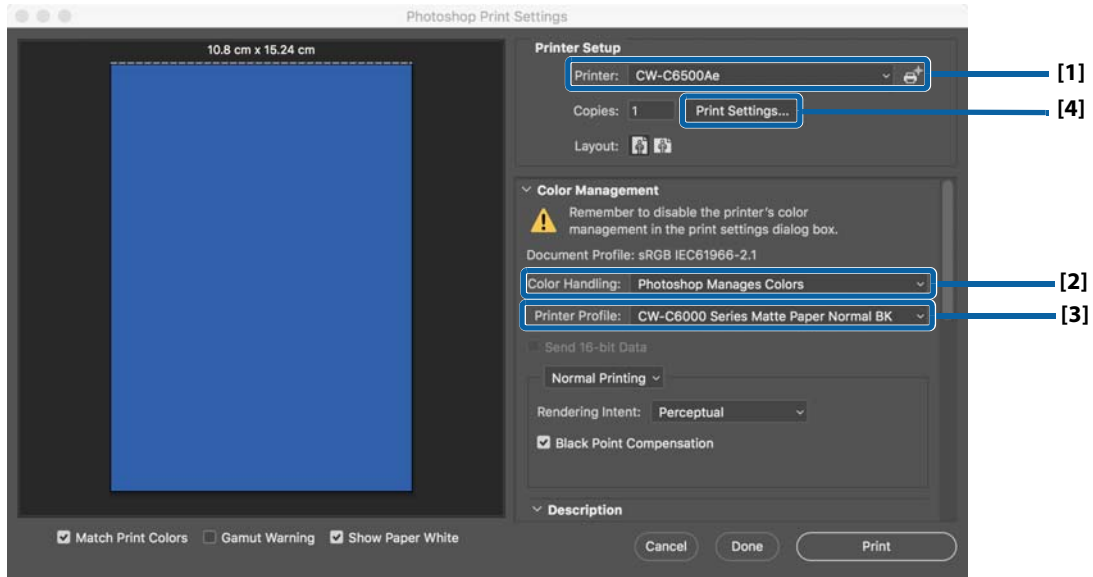 Photoshop Print Settings
10.8 cm x 15.24 cm
Printer Setup
Printer: CW-C6500Ae
[1]
Copies: 1 Print Settings...
[4]
Layout:
Color Management
Remember to disable the printer's color
management in the print settings dialog box.
Document Profile: sRGB IEC61966-2.1
Color Handling: Photoshop Manages Colors
[2]
Printer Profile: CW-C6000 Series Matte Paper Normal BK
[3]
Send 16-bit Data
Normal Printing
Rendering Intent: Perceptual
Black Point Compensation
Description
Match Print Colors Gamut Warning Show Paper White
Cancel Done Print